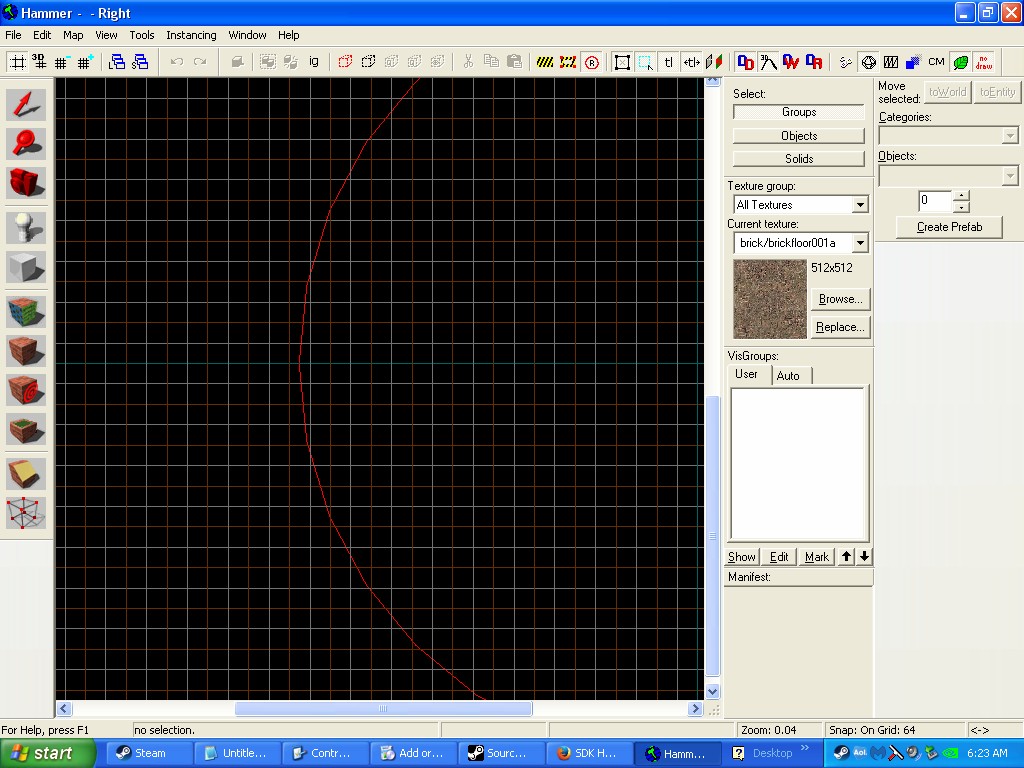 Hammer - - Right
File Edit Map View Tools Instancing Window Help
3D ig R tl <tl> CM no draw
Select:
Groups
Objects
Solids
Texture group:
All Textures
Current texture:
brick/brickfloor001a
512x512
Browse...
Replace...
VisGroups:
User Auto
Show Edit Mark
Manifest:
Move selected:
toWorld toEntity
Categories:
Objects:
0
Create Prefab
For Help, press F1 no selection. Zoom: 0.04 Snap: On Grid: 64 <->
start Steam Untitle... Contr... Add or... Sourc... SDK H... Hamm... Desktop » AOL 6:23 AM